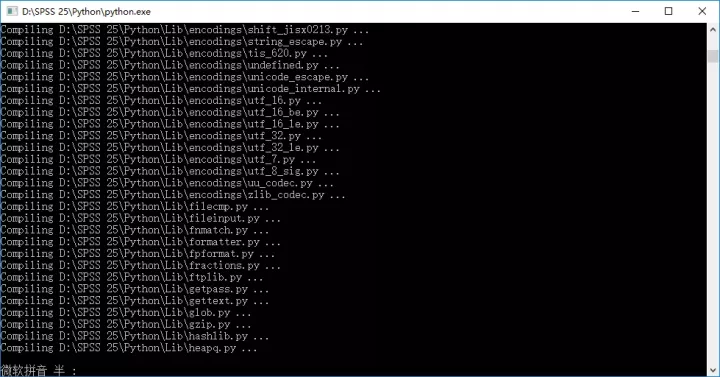 D:\SPSS 25\Python\python.exe
Compiling D:\SPSS 25\Python\Lib\encodings\shift_jisx0213.py ...
Compiling D:\SPSS 25\Python\Lib\encodings\string_escape.py ...
Compiling D:\SPSS 25\Python\Lib\encodings\tis_620.py ...
Compiling D:\SPSS 25\Python\Lib\encodings\undefined.py ...
Compiling D:\SPSS 25\Python\Lib\encodings\unicode_escape.py ...
Compiling D:\SPSS 25\Python\Lib\encodings\unicode_internal.py ...
Compiling D:\SPSS 25\Python\Lib\encodings\utf_16.py ...
Compiling D:\SPSS 25\Python\Lib\encodings\utf_16_be.py ...
Compiling D:\SPSS 25\Python\Lib\encodings\utf_16_le.py ...
Compiling D:\SPSS 25\Python\Lib\encodings\utf_32.py ...
Compiling D:\SPSS 25\Python\Lib\encodings\utf_32_le.py ...
Compiling D:\SPSS 25\Python\Lib\encodings\utf_7.py ...
Compiling D:\SPSS 25\Python\Lib\encodings\utf_8_sig.py ...
Compiling D:\SPSS 25\Python\Lib\encodings\uu_codec.py ...
Compiling D:\SPSS 25\Python\Lib\encodings\zlib_codec.py ...
Compiling D:\SPSS 25\Python\Lib\filecmp.py ...
Compiling D:\SPSS 25\Python\Lib\fileinput.py ...
Compiling D:\SPSS 25\Python\Lib\fnmatch.py ...
Compiling D:\SPSS 25\Python\Lib\formatter.py ...
Compiling D:\SPSS 25\Python\Lib\fpformat.py ...
Compiling D:\SPSS 25\Python\Lib\fractions.py ...
Compiling D:\SPSS 25\Python\Lib\ftplib.py ...
Compiling D:\SPSS 25\Python\Lib\getpass.py ...
Compiling D:\SPSS 25\Python\Lib\gettext.py ...
Compiling D:\SPSS 25\Python\Lib\glob.py ...
Compiling D:\SPSS 25\Python\Lib\gzip.py ...
Compiling D:\SPSS 25\Python\Lib\hashlib.py ...
Compiling D:\SPSS 25\Python\Lib\heapq.py ...
微软拼音 半 :